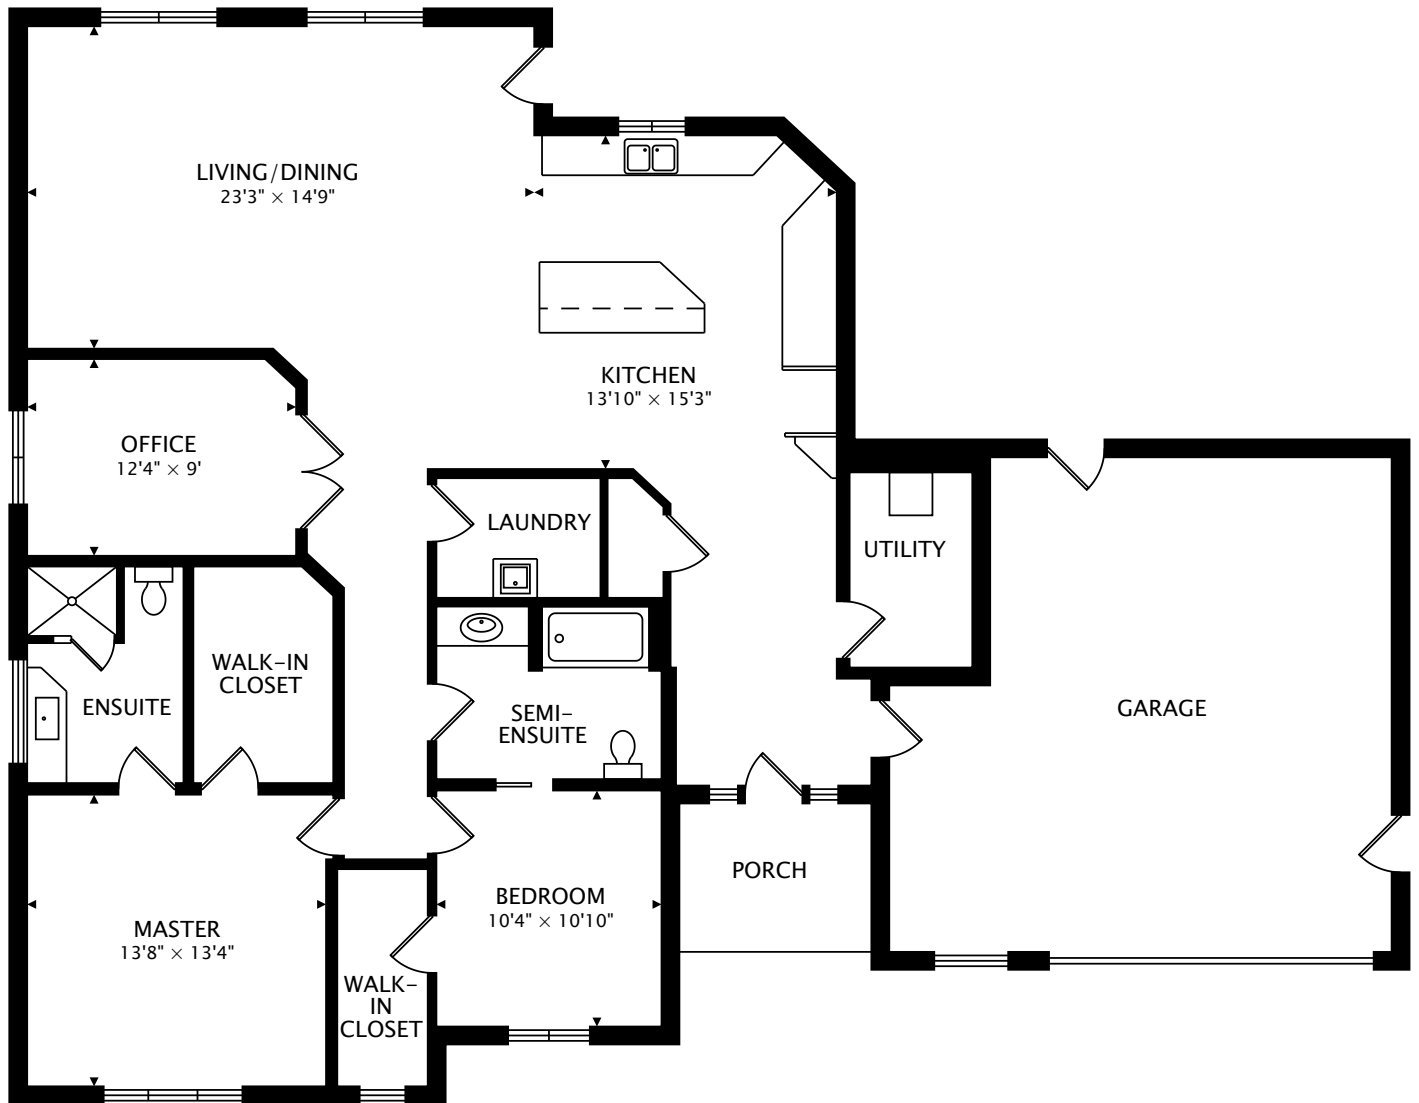 LIVING/DINING
23'3" × 14'9"
KITCHEN
13'10" × 15'3"
OFFICE
12'4" × 9'
LAUNDRY
UTILITY
WALK-IN
CLOSET
ENSUITE
SEMI-
ENSUITE
GARAGE
PORCH
BEDROOM
10'4" × 10'10"
MASTER
13'8" × 13'4"
WALK-
IN
CLOSET